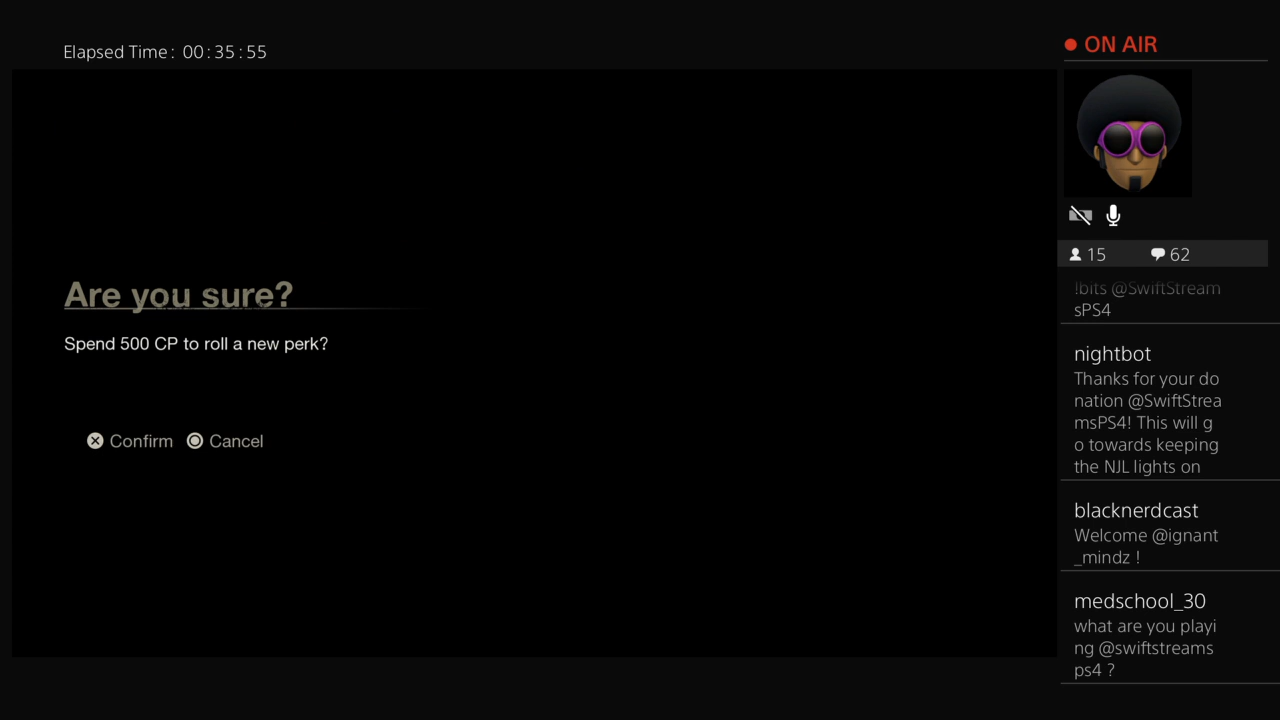 Elapsed Time: 00:35:55
ON AIR
Are you sure?
Spend 500 CP to roll a new perk?
Confirm Cancel
15 62
!bits @SwiftStream
sPS4
nightbot
Thanks for your do
nation @SwiftStrea
msPS4! This will g
o towards keeping
the NJL lights on
blacknerdcast
Welcome @ignant
_mindz !
medschool_30
what are you playi
ng @swiftstreams
ps4 ?